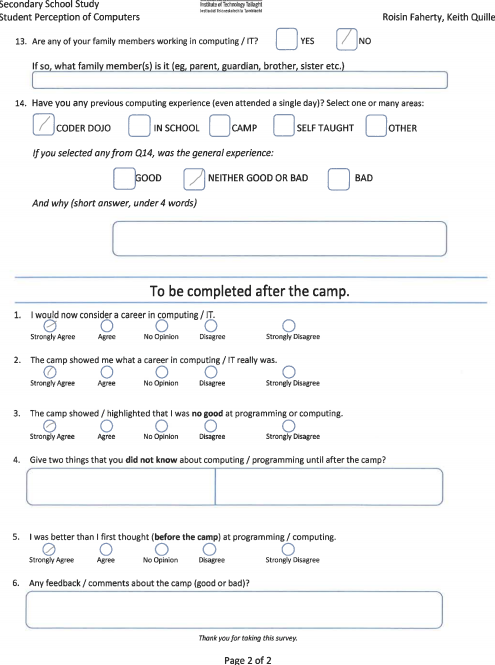 Secondary School Study
Student Perception of Computers
Institute of Technology Tallaght
Roisin Faherty, Keith Quille
13. Are any of your family members working in computing / IT? YES NO
If so, what family member(s) is it (eg, parent, guardian, brother, sister etc.)
14. Have you any previous computing experience (even attended a single day)? Select one or many areas:
CODER DOJO IN SCHOOL CAMP SELF TAUGHT OTHER
If you selected any from Q14, was the general experience:
GOOD NEITHER GOOD OR BAD BAD
And why (short answer, under 4 words)
To be completed after the camp.
1. I would now consider a career in computing / IT.
Strongly Agree Agree No Opinion Disagree Strongly Disagree
2. The camp showed me what a career in computing / IT really was.
Strongly Agree Agree No Opinion Disagree Strongly Disagree
3. The camp showed / highlighted that I was no good at programming or computing.
Strongly Agree Agree No Opinion Disagree Strongly Disagree
4. Give two things that you did not know about computing / programming until after the camp?
5. I was better than I first thought (before the camp) at programming / computing.
Strongly Agree Agree No Opinion Disagree Strongly Disagree
6. Any feedback / comments about the camp (good or bad)?
Thank you for taking this survey.
Page 2 of 2